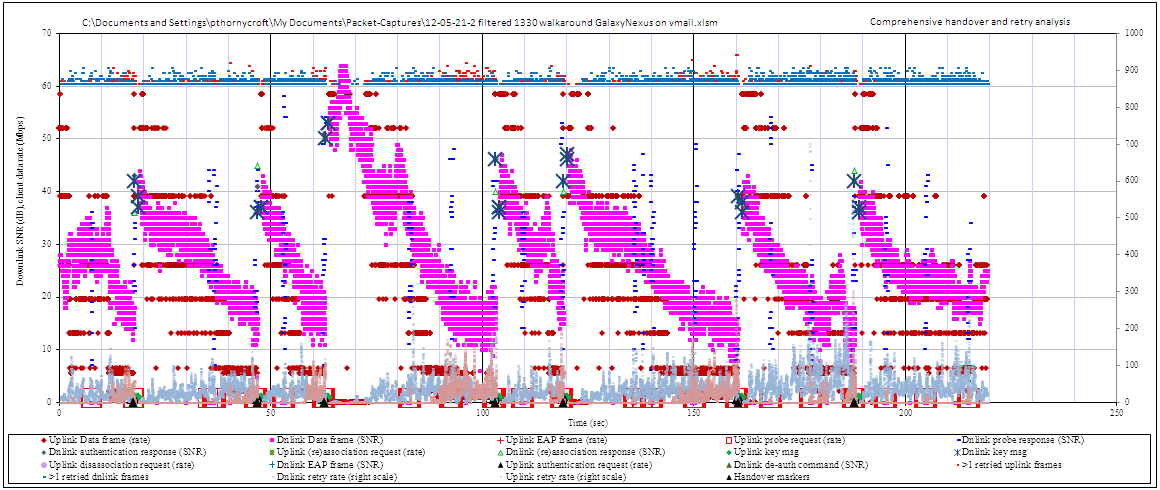 C:\Documents and Settings\pthornycroft\My Documents\Packet-Captures\12-05-21-2 filtered 1330 walkaround GalaxyNexus on vmail.xlsm
Comprehensive handover and retry analysis
Downlink SNR (dB), client data rate (Mbps)
70
60
50
40
30
20
10
0
1000
900
800
700
600
500
400
300
200
100
0
0 50 100 150 200 250
Time (sec)
Uplink Data frame (rate) Dnlink Data frame (SNR) Uplink EAP frame (rate) Uplink probe request (rate) Dnlink probe response (SNR)
Dnlink authentication response (SNR) Uplink (re)association request (rate) Dnlink (re)association response (SNR) Uplink key msg Dnlink key msg
Uplink disassociation request (rate) Dnlink EAP frame (SNR) Uplink authentication request (rate) Dnlink de-auth command (SNR) >1 retried uplink frames
>1 retried dnlink frames Dnlink retry rate (right scale) Uplink retry rate (right scale) Handover markers